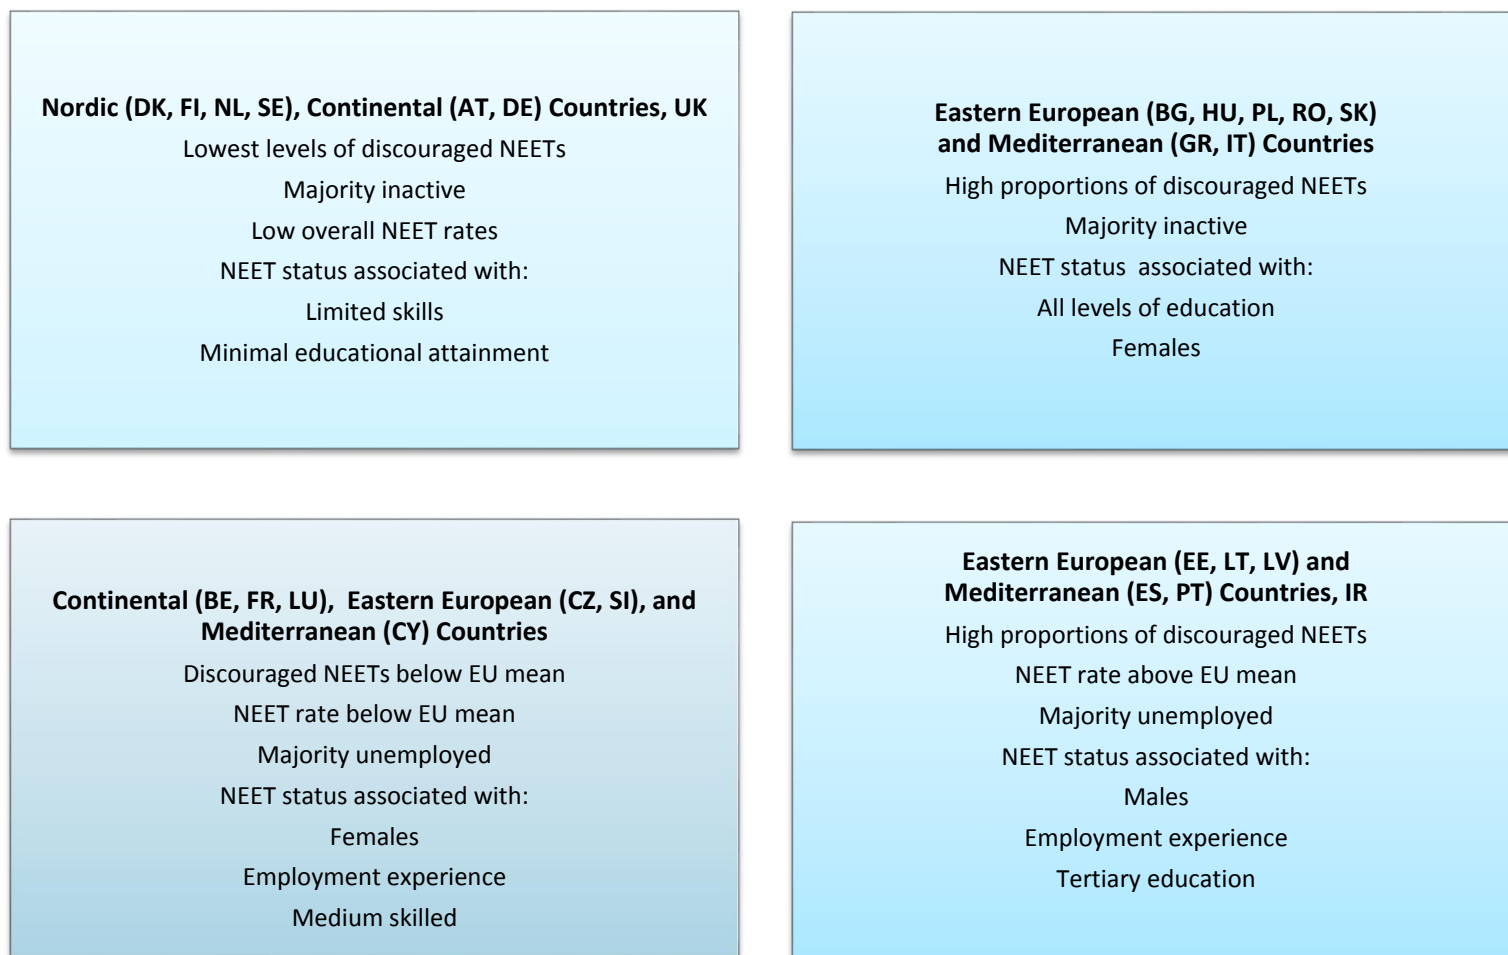 Nordic (DK, FI, NL, SE), Continental (AT, DE) Countries, UK
Lowest levels of discouraged NEETs
Majority inactive
Low overall NEET rates
NEET status associated with:
Limited skills
Minimal educational attainment
Eastern European (BG, HU, PL, RO, SK)
and Mediterranean (GR, IT) Countries
High proportions of discouraged NEETs
Majority inactive
NEET status  associated with:
All levels of education
Females
Continental (BE, FR, LU),  Eastern European (CZ, SI), and
Mediterranean (CY) Countries
Discouraged NEETs below EU mean
NEET rate below EU mean
Majority unemployed
NEET status associated with:
Females
Employment experience
Medium skilled
Eastern European (EE, LT, LV) and
Mediterranean (ES, PT) Countries, IR
High proportions of discouraged NEETs
NEET rate above EU mean
Majority unemployed
NEET status associated with:
Males
Employment experience
Tertiary education